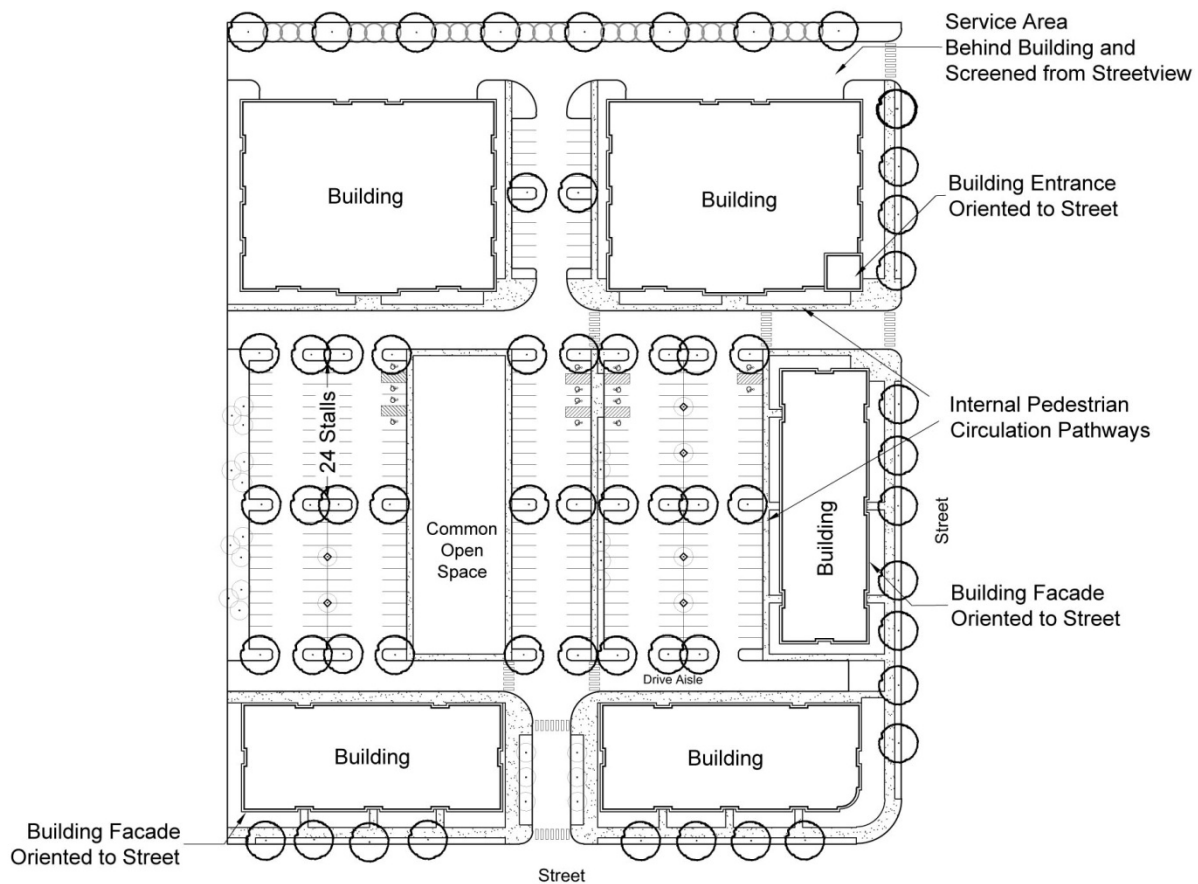 Service Area
Behind Building and
Screened from Streetview
Building
Building
Building Entrance
Oriented to Street
24 Stalls
Internal Pedestrian
Circulation Pathways
Common
Open
Space
Building
Street
Building Facade
Oriented to Street
Drive Aisle
Building
Building
Building Facade
Oriented to Street
Street